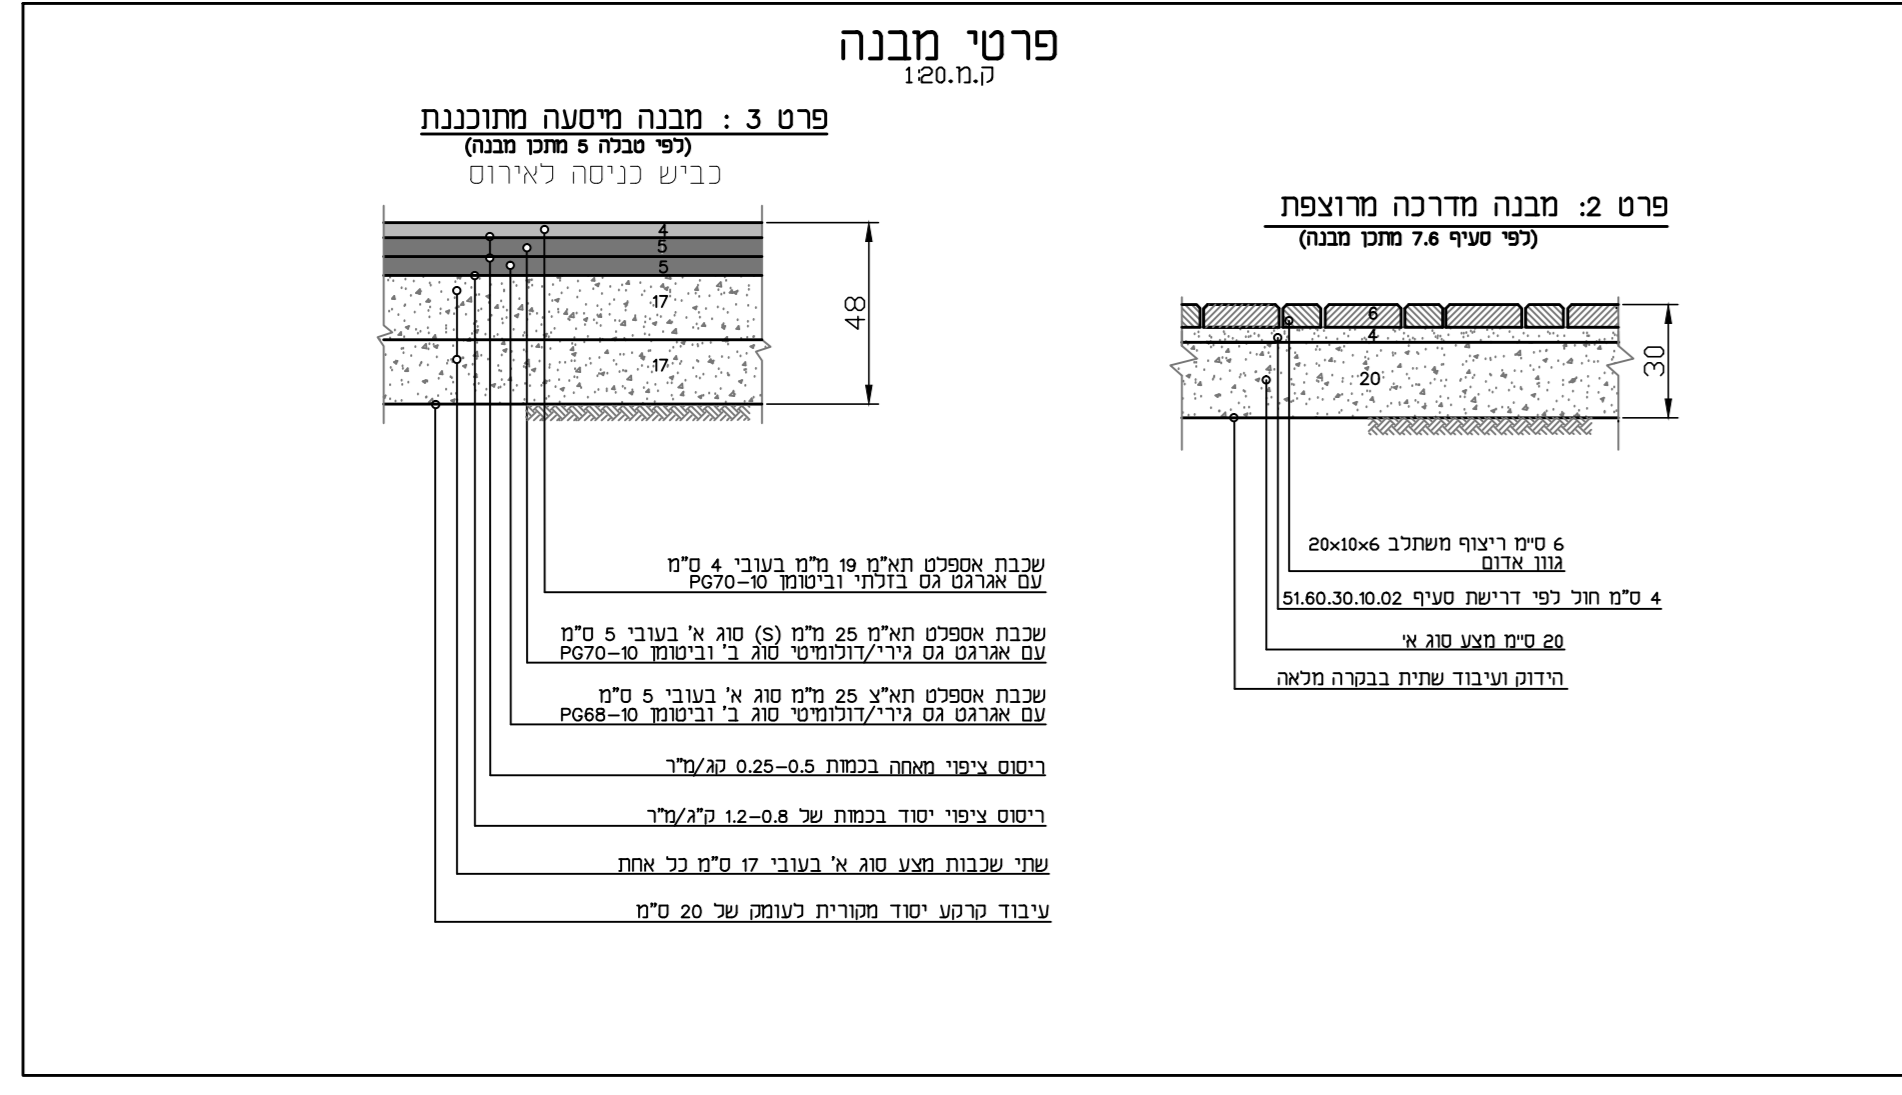 פרטי מבנה
ק.מ.1:20
פרט 2: מבנה מדרכה מרוצפת
(לפי סעיף 7.6 מתכן מבנה)
6
4
20
30
6 ס"מ ריצוף משתלב 20x10x6
גוון אדום
4 ס"מ חול לפי דרישת סעיף 51.60.30.10.02
20 ס"מ מצע סוג א'
הידוק ועיבוד שתית בבקרה מלאה
פרט 3 : מבנה מיסעה מתוכננת
(לפי טבלה 5 מתכן מבנה)
כביש כניסה לאירוס
4
5
5
17
17
48
שכבת אספלט תא"מ 19 מ"מ בעובי 4 ס"מ
עם אגרגט גס בזלתי וביטומן PG70-10
שכבת אספלט תא"מ 25 מ"מ (S) סוג א' בעובי 5 ס"מ
עם אגרגט גס גירי/דולומיטי סוג ב' וביטומן PG70-10
שכבת אספלט תא"צ 25 מ"מ סוג א' בעובי 5 ס"מ
עם אגרגט גס גירי/דולומיטי סוג ב' וביטומן PG68-10
ריסוס ציפוי מאחה בכמות 0.25-0.5 קג/מ"ר
ריסוס ציפוי יסוד בכמות של 1.2-0.8 ק"ג/מ"ר
שתי שכבות מצע סוג א' בעובי 17 ס"מ כל אחת
עיבוד קרקע יסוד מקורית לעומק של 20 ס"מ